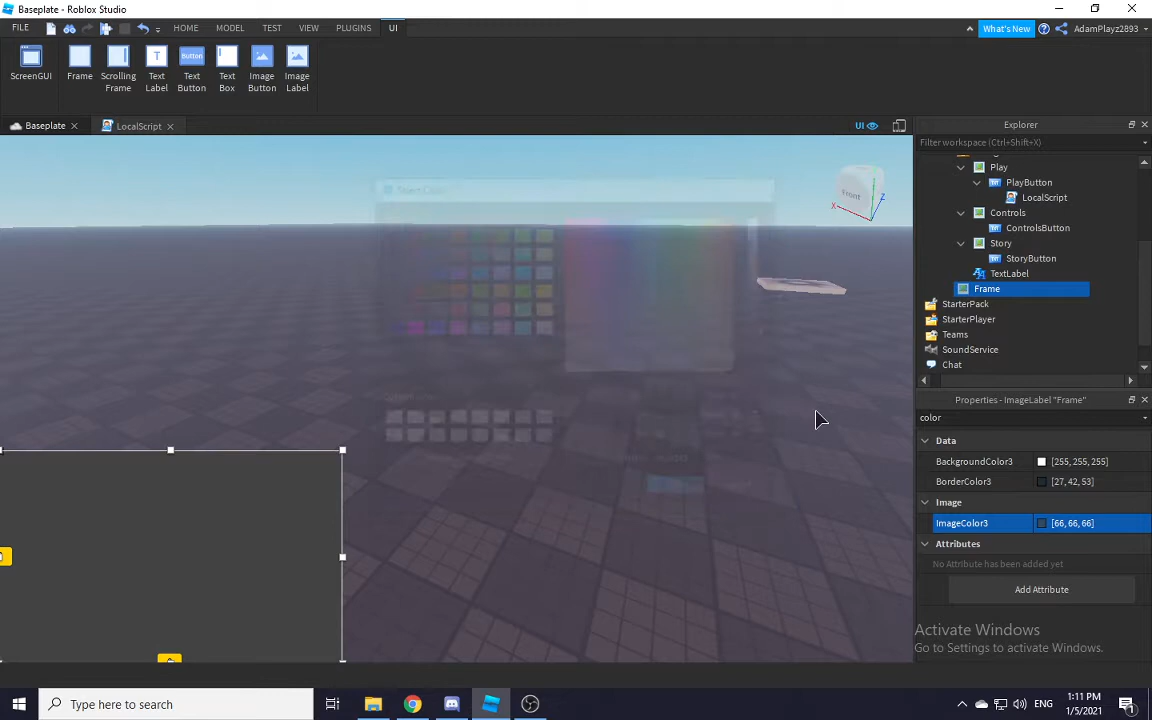 Baseplate - Roblox Studio
FILE HOME MODEL TEST VIEW PLUGINS UI What's New AdamPlayz2893
ScreenGUI Frame Scrolling Frame Text Label Text Button Text Box Image Button Image Label
T Button T
Baseplate LocalScript UI
Explorer
Filter workspace (Ctrl+Shift+X)
Play
PlayButton
LocalScript
Controls
ControlsButton
Story
StoryButton
TextLabel
Frame
StarterPack
StarterPlayer
Teams
SoundService
Chat
Front
X Z
Properties - ImageLabel "Frame"
color
Data
BackgroundColor3 [255, 255, 255]
BorderColor3 [27, 42, 53]
Image
ImageColor3 [66, 66, 66]
Attributes
No Attribute has been added yet
Add Attribute
Activate Windows
Go to Settings to activate Windows.
Type here to search
ENG
1:11 PM
1/5/2021
1